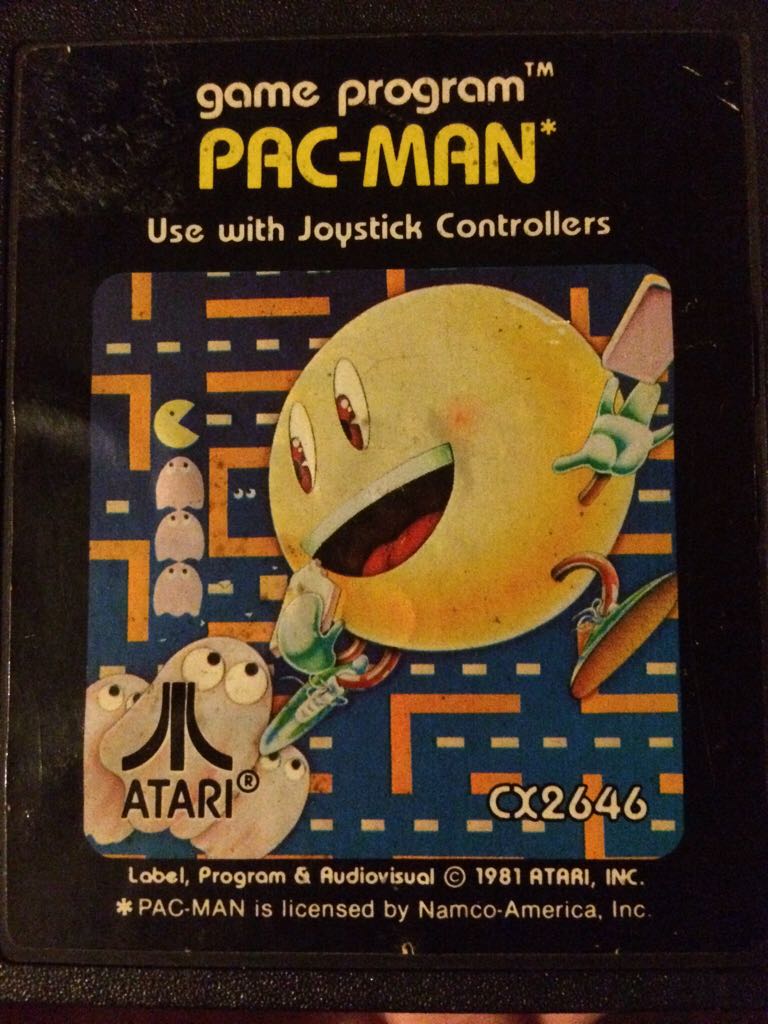 game program™
PAC-MAN*
Use with Joystick Controllers
ATARI®
CX2646
Label, Program & Audiovisual © 1981 ATARI, INC.
*PAC-MAN is licensed by Namco-America, Inc.